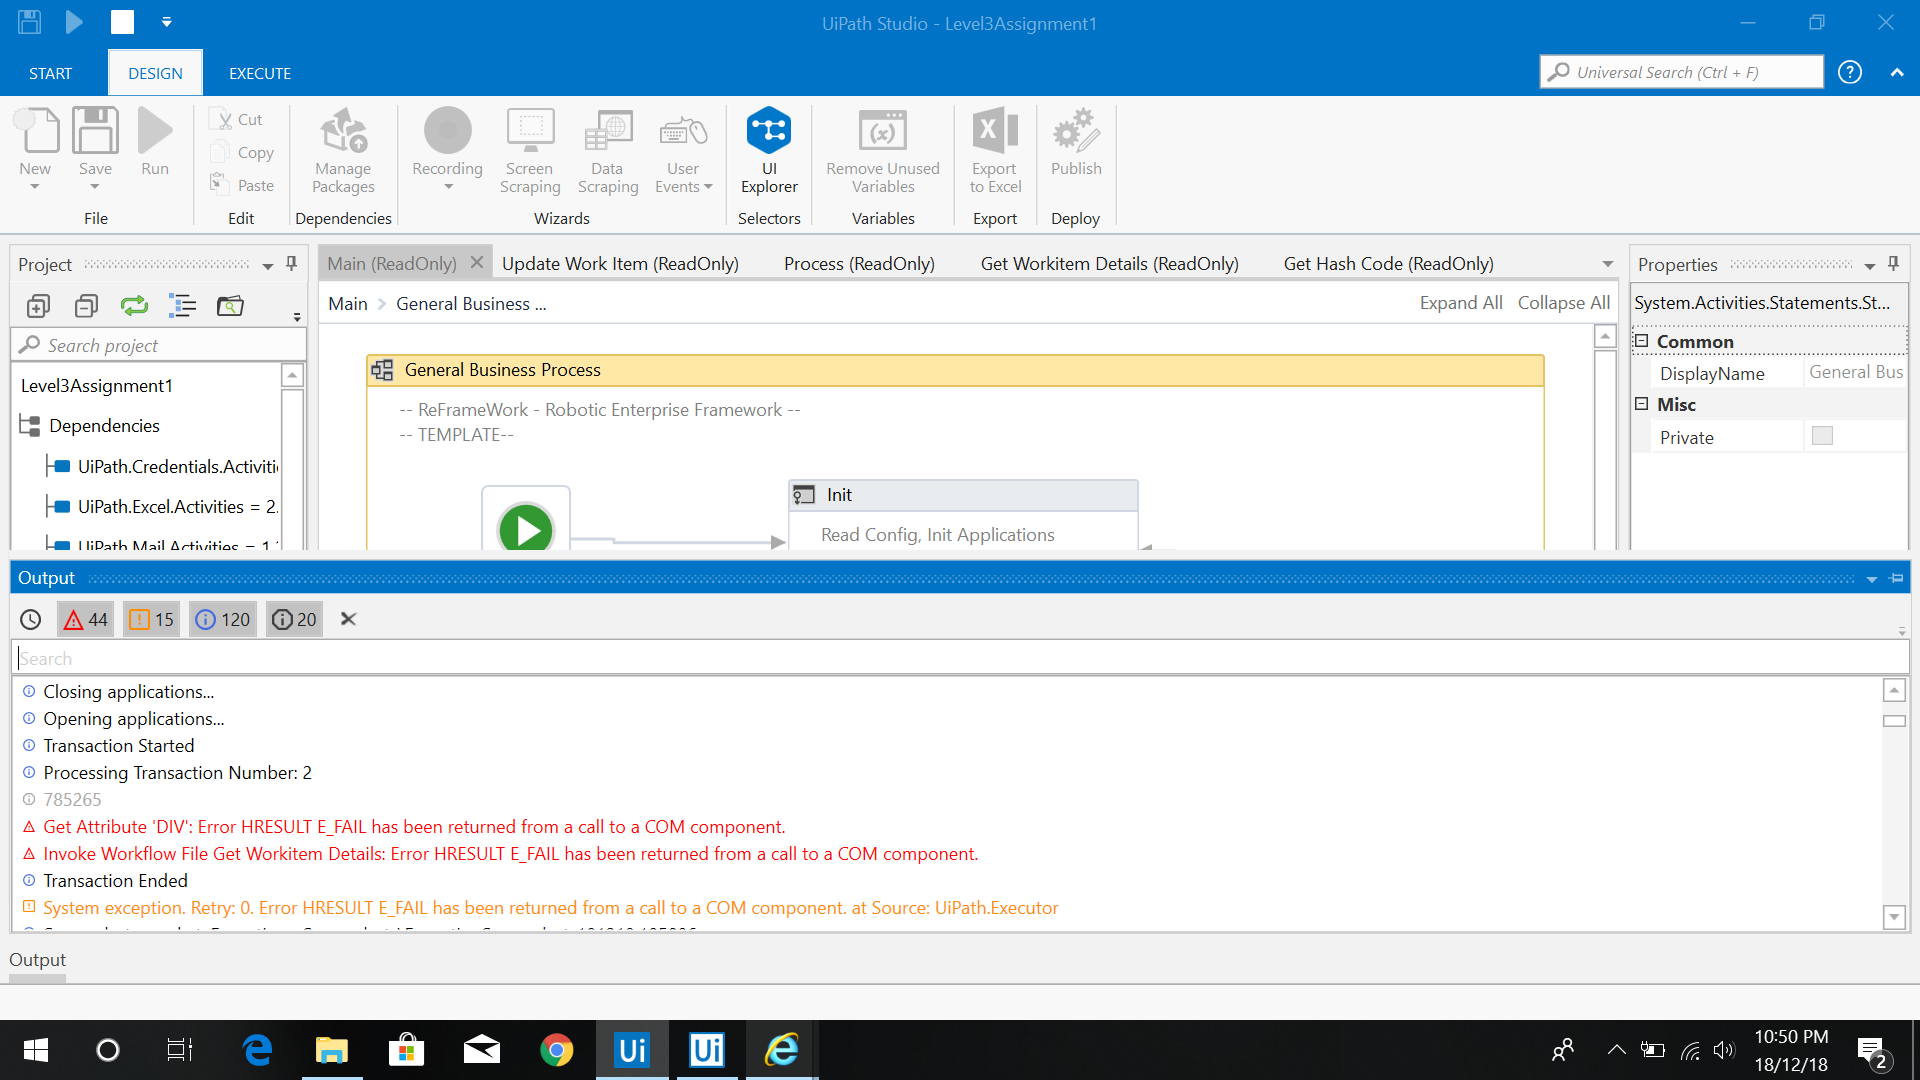 UiPath Studio - Level3Assignment1
START
DESIGN
EXECUTE
Universal Search (Ctrl + F)
New
Save
Run
Cut
Copy
Paste
Manage Packages
Recording
Screen Scraping
Data Scraping
User Events
UI Explorer
Remove Unused Variables
Export to Excel
Publish
File
Edit
Dependencies
Wizards
Selectors
Variables
Export
Deploy
Project
Main (ReadOnly)
Update Work Item (ReadOnly)
Process (ReadOnly)
Get Workitem Details (ReadOnly)
Get Hash Code (ReadOnly)
Properties
Main > General Business ...
Expand All
Collapse All
System.Activities.Statements.St...
Search project
Common
DisplayName
General Bus
Misc
Private
Level3Assignment1
Dependencies
UiPath.Credentials.Activiti
UiPath.Excel.Activities = 2.
UiPath.Mail.Activities = 1.
General Business Process
-- ReFrameWork - Robotic Enterprise Framework --
-- TEMPLATE--
Init
Read Config, Init Applications
Output
44
15
120
20
Search
Closing applications...
Opening applications...
Transaction Started
Processing Transaction Number: 2
785265
Get Attribute 'DIV': Error HRESULT E_FAIL has been returned from a call to a COM component.
Invoke Workflow File Get Workitem Details: Error HRESULT E_FAIL has been returned from a call to a COM component.
Transaction Ended
System exception. Retry: 0. Error HRESULT E_FAIL has been returned from a call to a COM component. at Source: UiPath.Executor
Output
Ui
Ui
10:50 PM
18/12/18
2